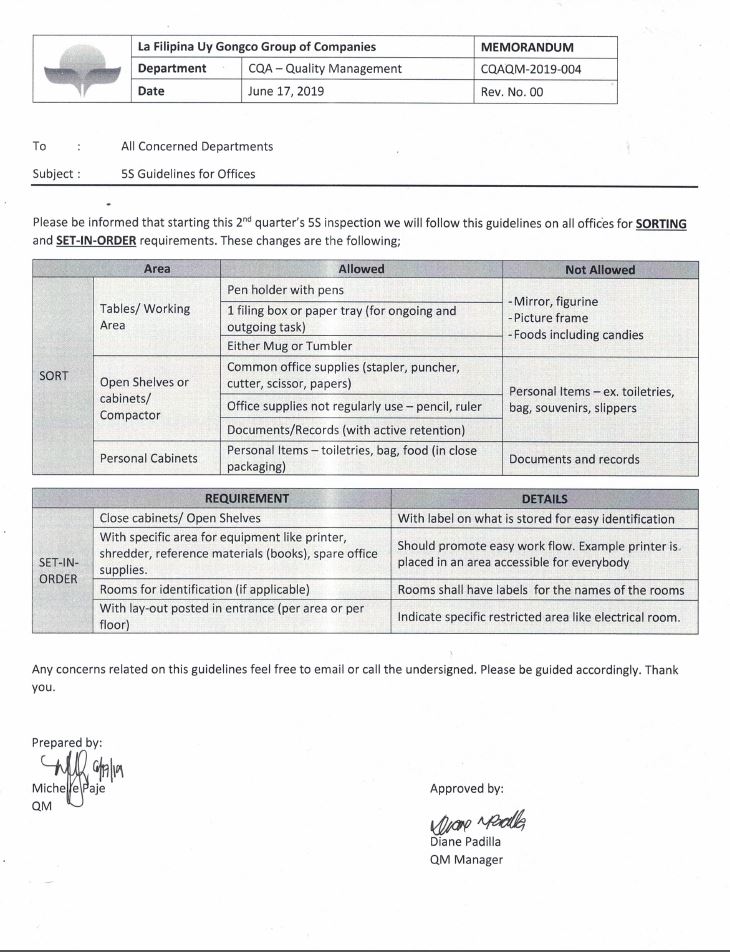 La Filipina Uy Gongco Group of Companies
MEMORANDUM
Department
CQA – Quality Management
CQAQM-2019-004
Date
June 17, 2019
Rev. No. 00
To : All Concerned Departments
Subject : 5S Guidelines for Offices
Please be informed that starting this 2nd quarter's 5S inspection we will follow this guidelines on all offices for SORTING
and SET-IN-ORDER requirements. These changes are the following;
Area
Allowed
Not Allowed
SORT
Tables/ Working
Area
Pen holder with pens
1 filing box or paper tray (for ongoing and
outgoing task)
Either Mug or Tumbler
-Mirror, figurine
-Picture frame
-Foods including candies
Open Shelves or
cabinets/
Compactor
Common office supplies (stapler, puncher,
cutter, scissor, papers)
Office supplies not regularly use – pencil, ruler
Documents/Records (with active retention)
Personal Items – ex. toiletries,
bag, souvenirs, slippers
Personal Cabinets
Personal Items – toiletries, bag, food (in close
packaging)
Documents and records
REQUIREMENT
DETAILS
SET-IN-
ORDER
Close cabinets/ Open Shelves
With label on what is stored for easy identification
With specific area for equipment like printer,
shredder, reference materials (books), spare office
supplies.
Should promote easy work flow. Example printer is
placed in an area accessible for everybody
Rooms for identification (if applicable)
Rooms shall have labels for the names of the rooms
With lay-out posted in entrance (per area or per
floor)
Indicate specific restricted area like electrical room.
Any concerns related on this guidelines feel free to email or call the undersigned. Please be guided accordingly. Thank
you.
Prepared by:
6/17/19
Michelle Paje
QM
Approved by:
Diane Padilla
Diane Padilla
QM Manager